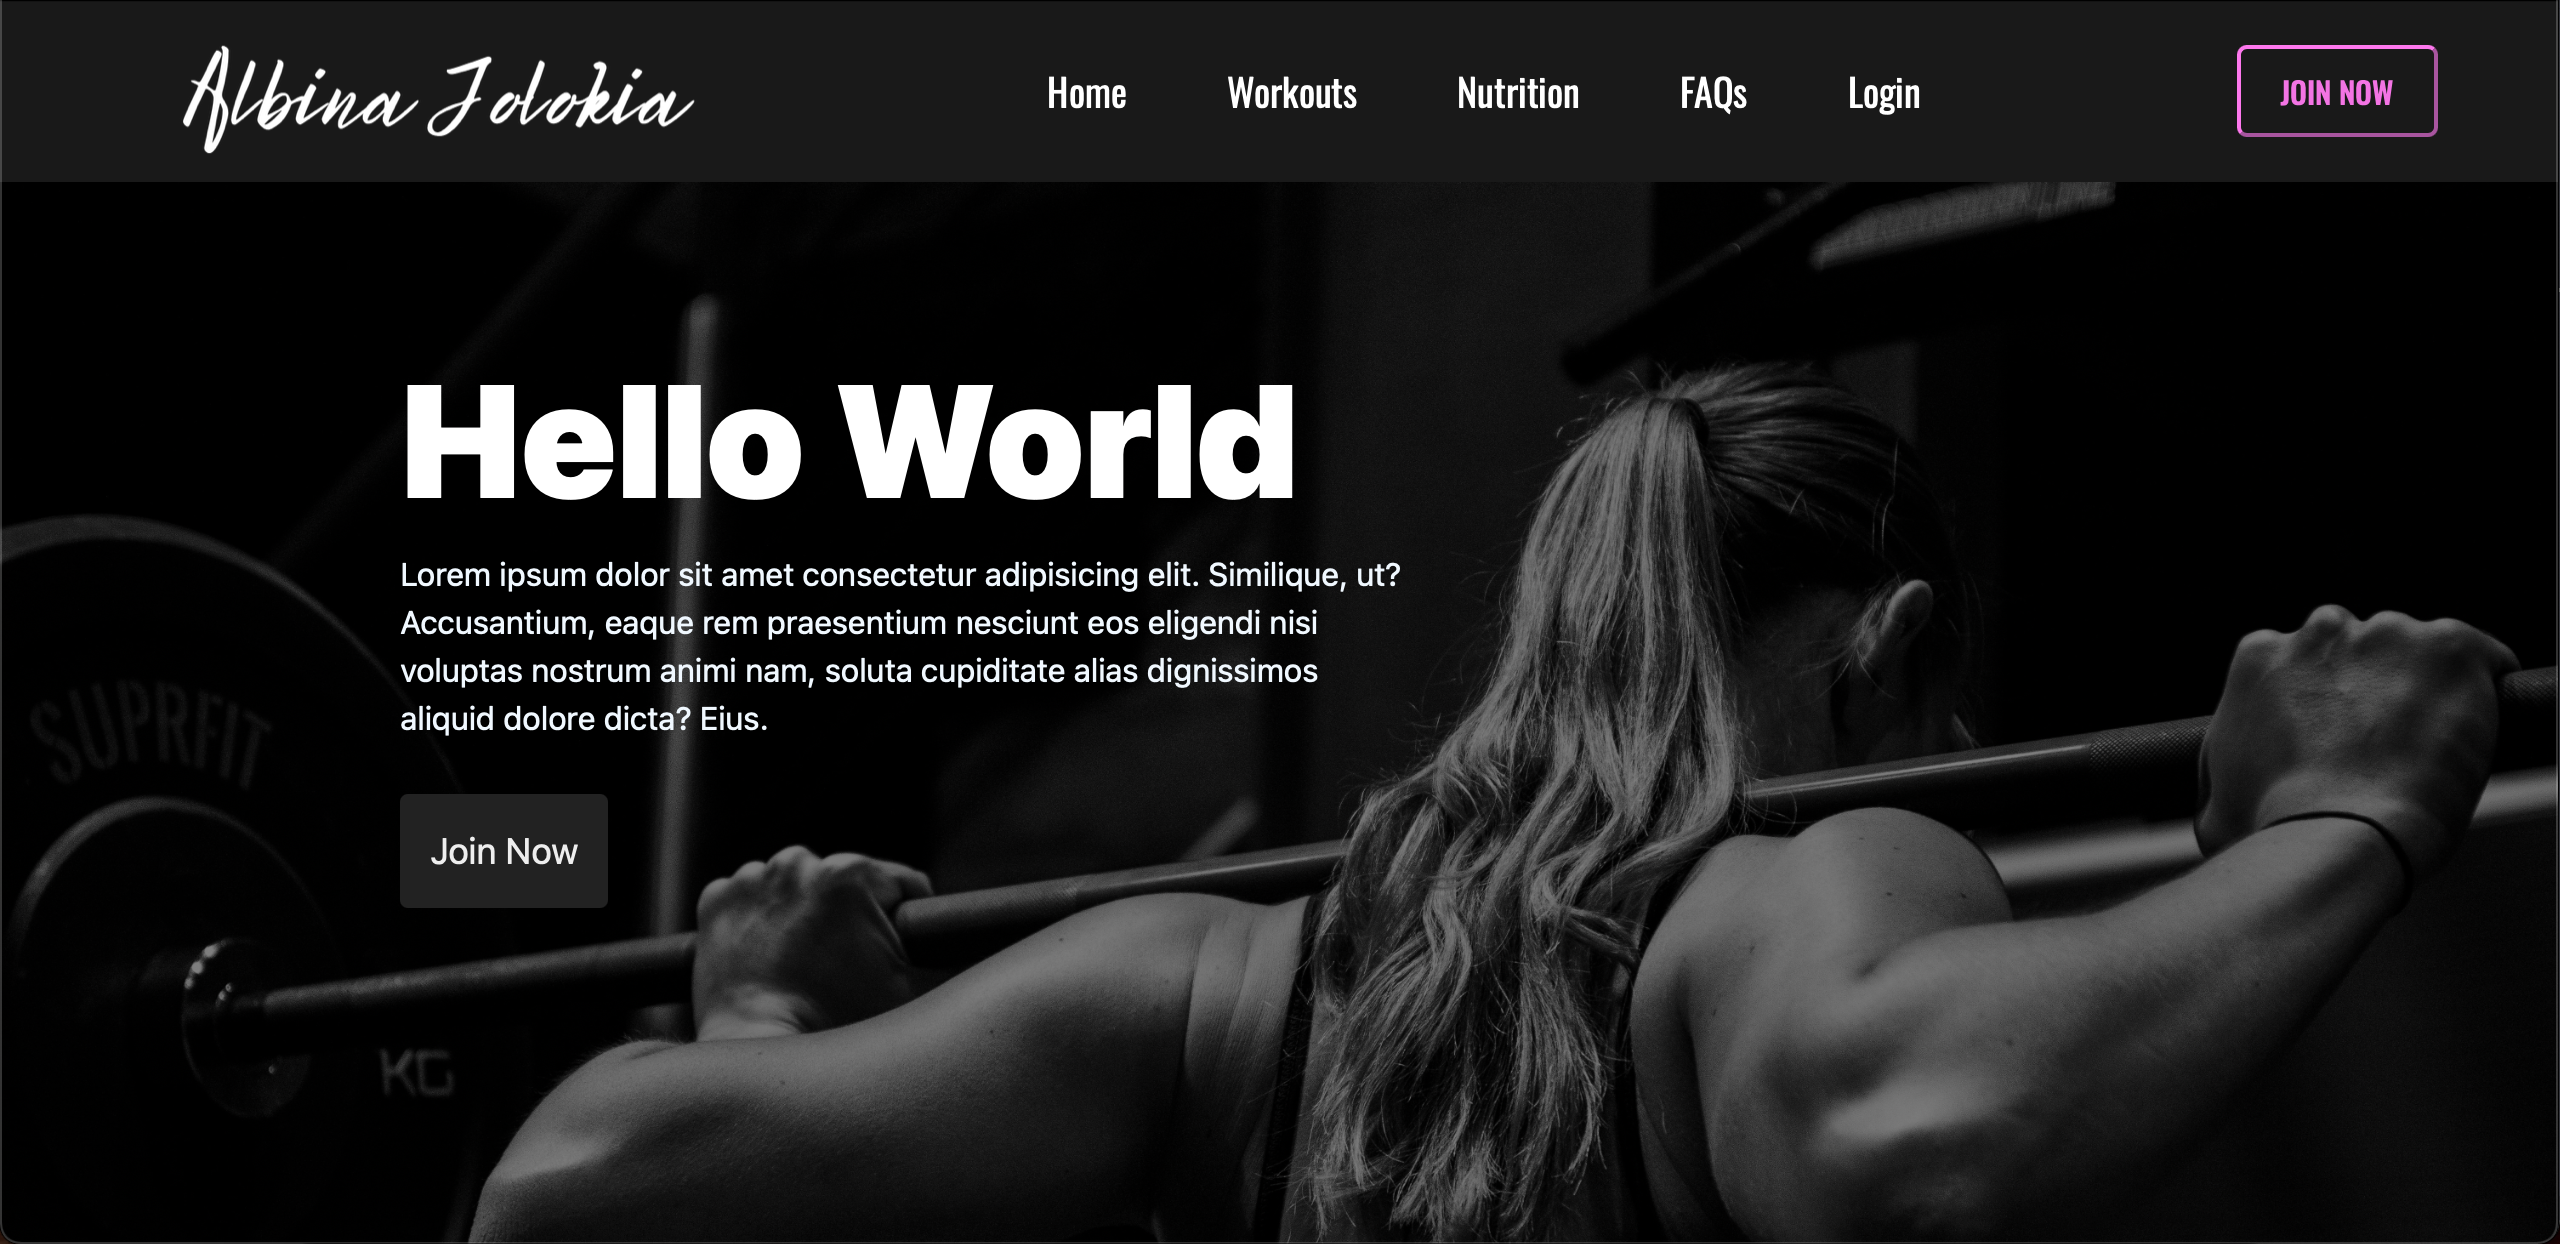 Albina Jolokia
Home Workouts Nutrition FAQs Login JOIN NOW
Hello World
Lorem ipsum dolor sit amet consectetur adipisicing elit. Similique, ut?
Accusantium, eaque rem praesentium nesciunt eos eligendi nisi
voluptas nostrum animi nam, soluta cupiditate alias dignissimos
aliquid dolore dicta? Eius.
SUPRFIT
Join Now
KG